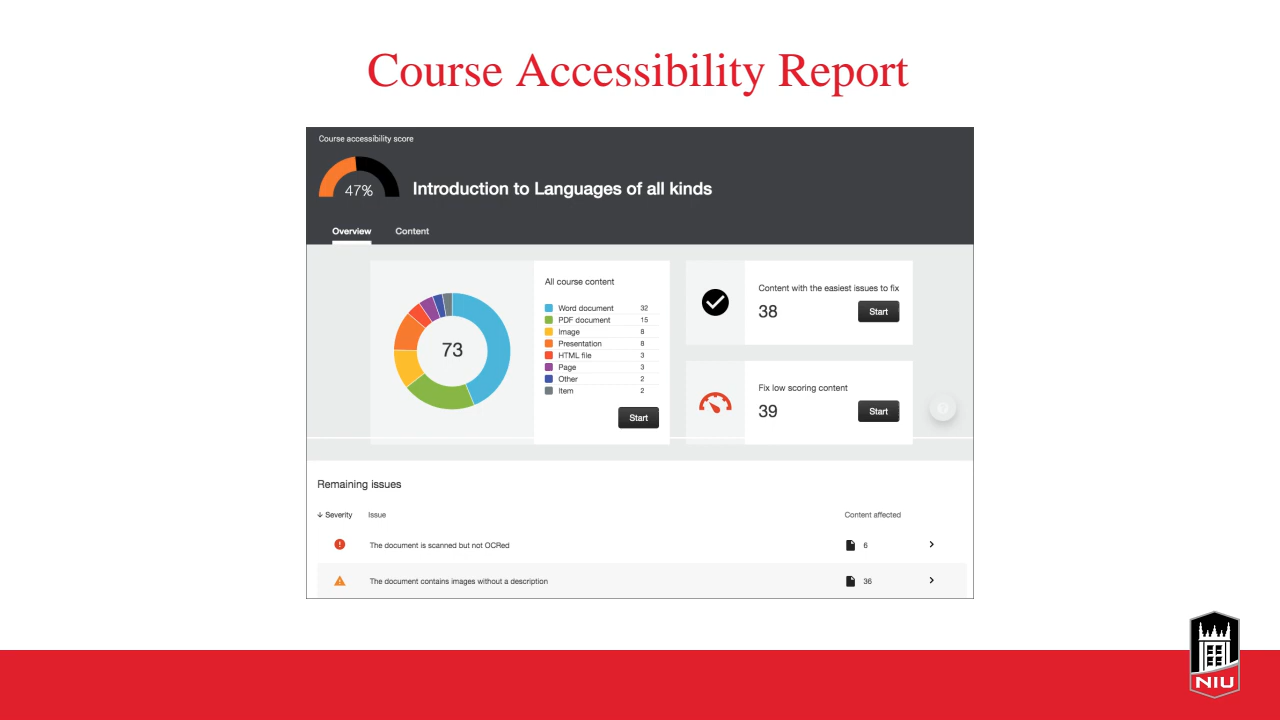 Course Accessibility Report
Course accessibility score
47%
Introduction to Languages of all kinds
Overview Content
73
All course content
Word document 32
PDF document 15
Image 8
Presentation 8
HTML file 3
Page 3
Other 2
Item 2
Start
Content with the easiest issues to fix
38 Start
Fix low scoring content
39 Start
Remaining issues
Severity Issue Content affected
The document is scanned but not OCRed 6
The document contains images without a description 36
NIU